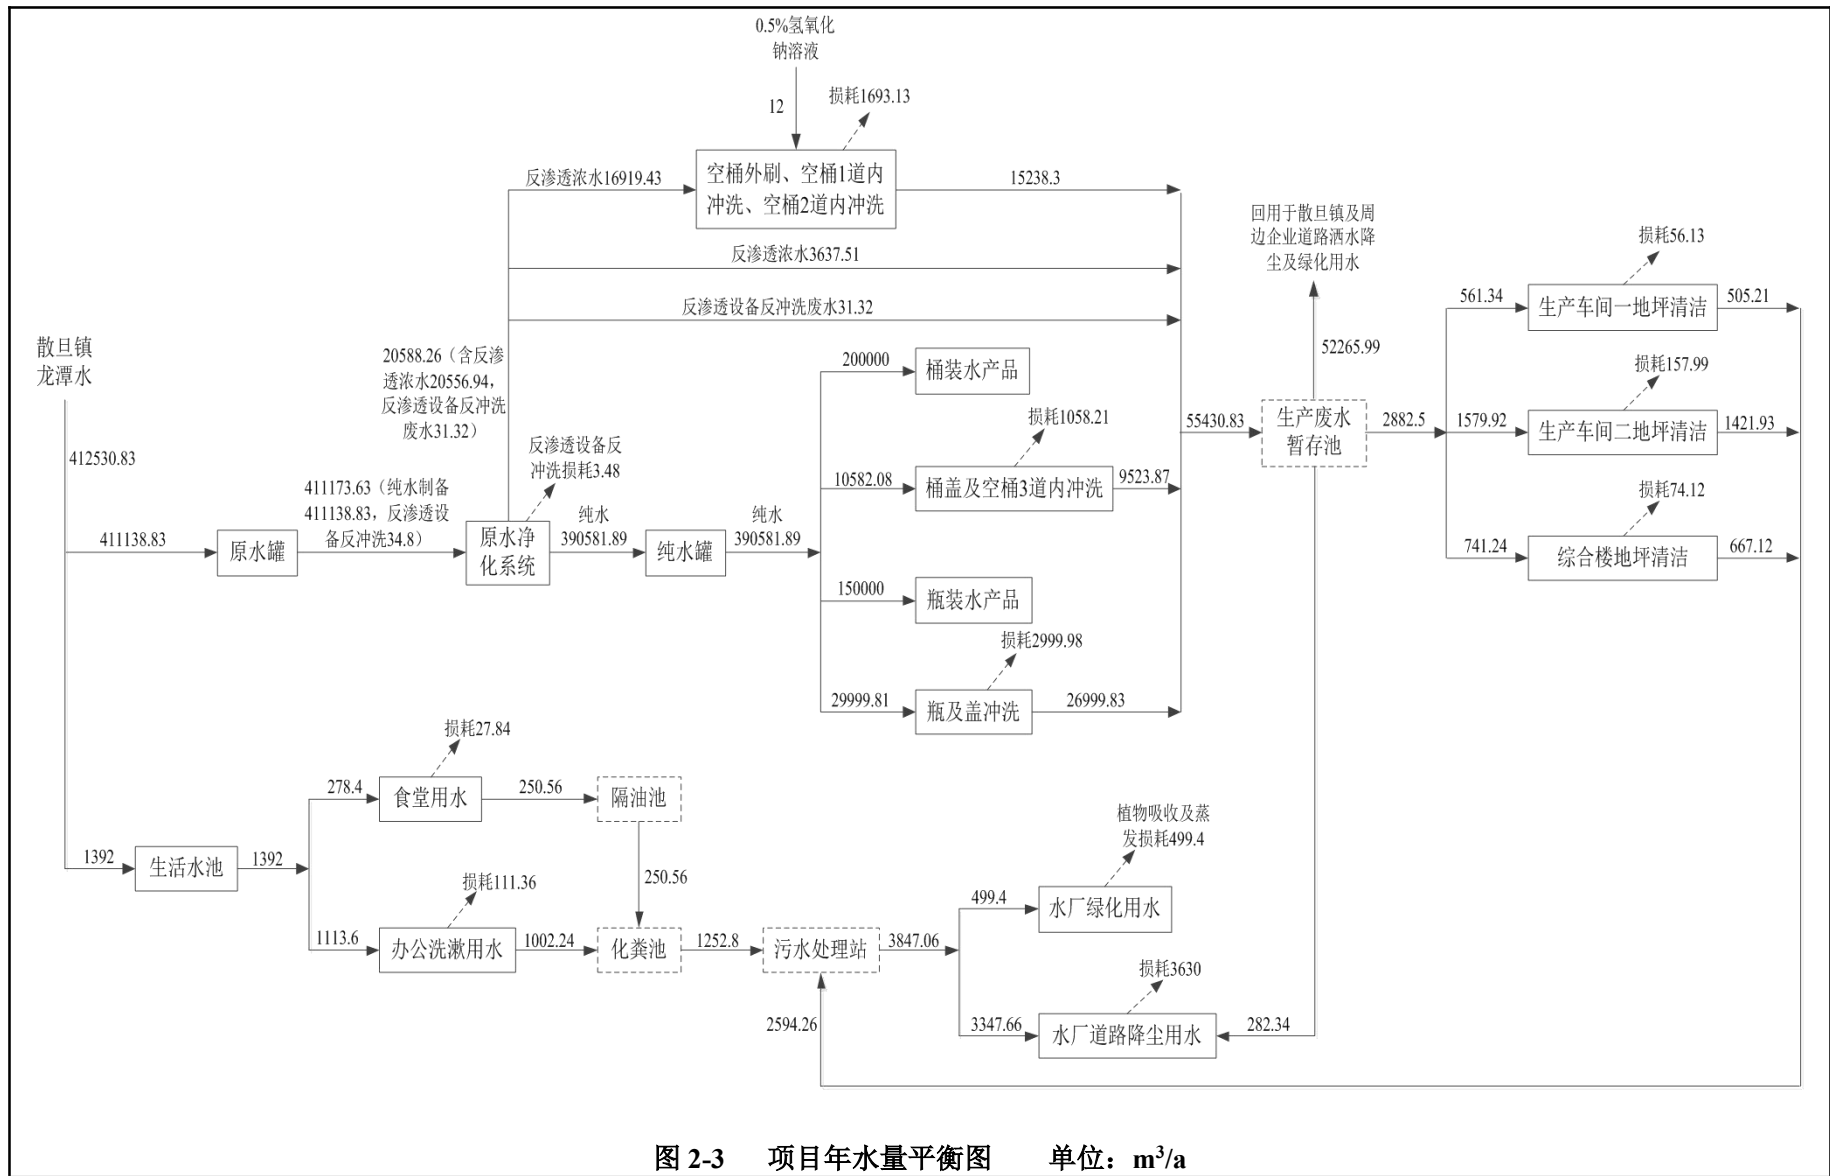 0.5%氢氧化
钠溶液
12
损耗1693.13
反渗透浓水16919.43
空桶外刷、空桶1道内
冲洗、空桶2道内冲洗
15238.3
反渗透浓水3637.51
反渗透设备反冲洗废水31.32
回用于散旦镇及周
边企业道路洒水降
尘及绿化用水
52265.99
损耗56.13
561.34
生产车间一地坪清洁
505.21
散旦镇
龙潭水
412530.83
20588.26（含反渗
透浓水20556.94，
反渗透设备反冲洗
废水31.32）
200000
桶装水产品
损耗1058.21
10582.08
桶盖及空桶3道内冲洗
9523.87
55430.83
生产废水
暂存池
2882.5
损耗157.99
1579.92
生产车间二地坪清洁
1421.93
损耗74.12
741.24
综合楼地坪清洁
667.12
反渗透设备反
冲洗损耗3.48
411138.83
原水罐
411173.63（纯水制备
411138.83，反渗透设
备反冲洗34.8）
原水净
化系统
纯水
390581.89
纯水罐
纯水
390581.89
150000
瓶装水产品
损耗2999.98
29999.81
瓶及盖冲洗
26999.83
损耗27.84
278.4
食堂用水
250.56
隔油池
1392
生活水池
1392
250.56
损耗111.36
1113.6
办公洗漱用水
1002.24
化粪池
1252.8
污水处理站
3847.06
植物吸收及蒸
发损耗499.4
499.4
水厂绿化用水
损耗3630
3347.66
水厂道路降尘用水
282.34
2594.26
图 2-3 项目年水量平衡图 单位：m³/a